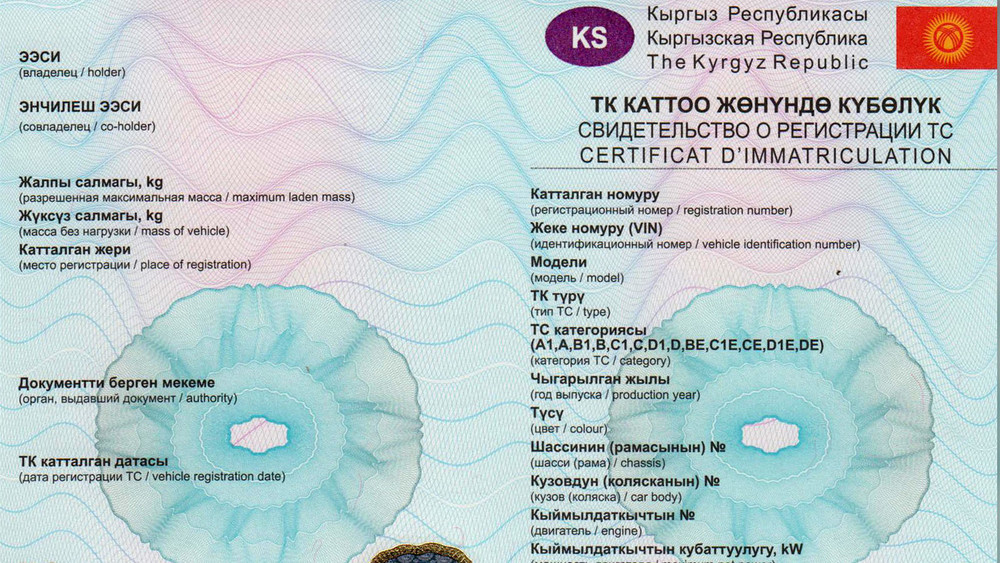 ЭЭСИ
(владелец / holder)
ЭНЧИЛЕШ ЭЭСИ
(совладелец / co-holder)
Жалпы салмагы, kg
(разрешенная максимальная масса / maximum laden mass)
Жүксүз салмагы, kg
(масса без нагрузки / mass of vehicle)
Катталган жери
(место регистрации / place of registration)
Документти берген мекеме
(орган, выдавший документ / authority)
ТК катталган датасы
(дата регистрации ТС / vehicle registration date)
KS
Кыргыз Республикасы
Кыргызская Республика
The Kyrgyz Republic
ТК КАТТОО ЖӨНҮНДӨ КҮБӨЛҮК
СВИДЕТЕЛЬСТВО О РЕГИСТРАЦИИ ТС
CERTIFICAT D’IMMATRICULATION
Катталган номуру
(регистрационный номер / registration number)
Жеке номуру (VIN)
(идентификационный номер / vehicle identification number)
Модели
(модель / model)
ТК түрү
(тип ТС / type)
ТС категориясы
(A1,A,B1,B,C1,C,D1,D,BE,C1E,CE,D1E,DE)
(категория ТС / category)
Чыгарылган жылы
(год выпуска / production year)
Түсү
(цвет / colour)
Шассинин (рамасынын) №
(шасси (рама) / chassis)
Кузовдун (колясканын) №
(кузов (коляска) / car body)
Кыймылдаткычтын №
(двигатель / engine)
Кыймылдаткычтын кубаттуулугу, kW